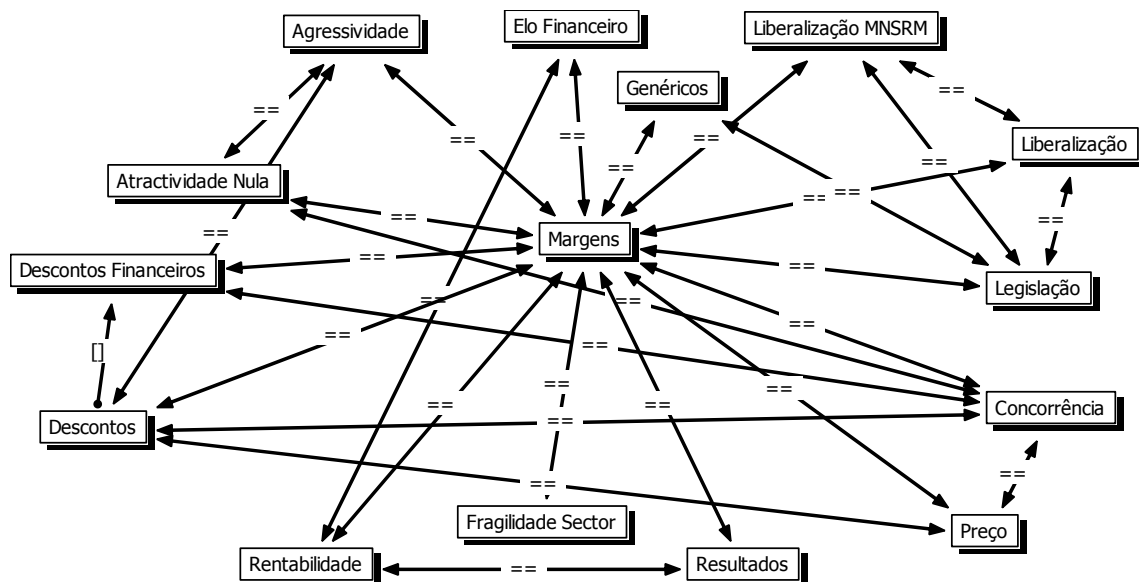 Agressividade
Elo Financeiro
Liberalização MNSRM
Genéricos
==
==
==
==
==
Liberalização
==
==
Atractividade Nula
==
==
==
==
==
Margens
==
Descontos Financeiros
==
==
Legislação
==
==
==
==
==
[]
==
==
==
==
==
Concorrência
Descontos
==
==
==
Fragilidade Sector
Preço
Rentabilidade
==
Resultados